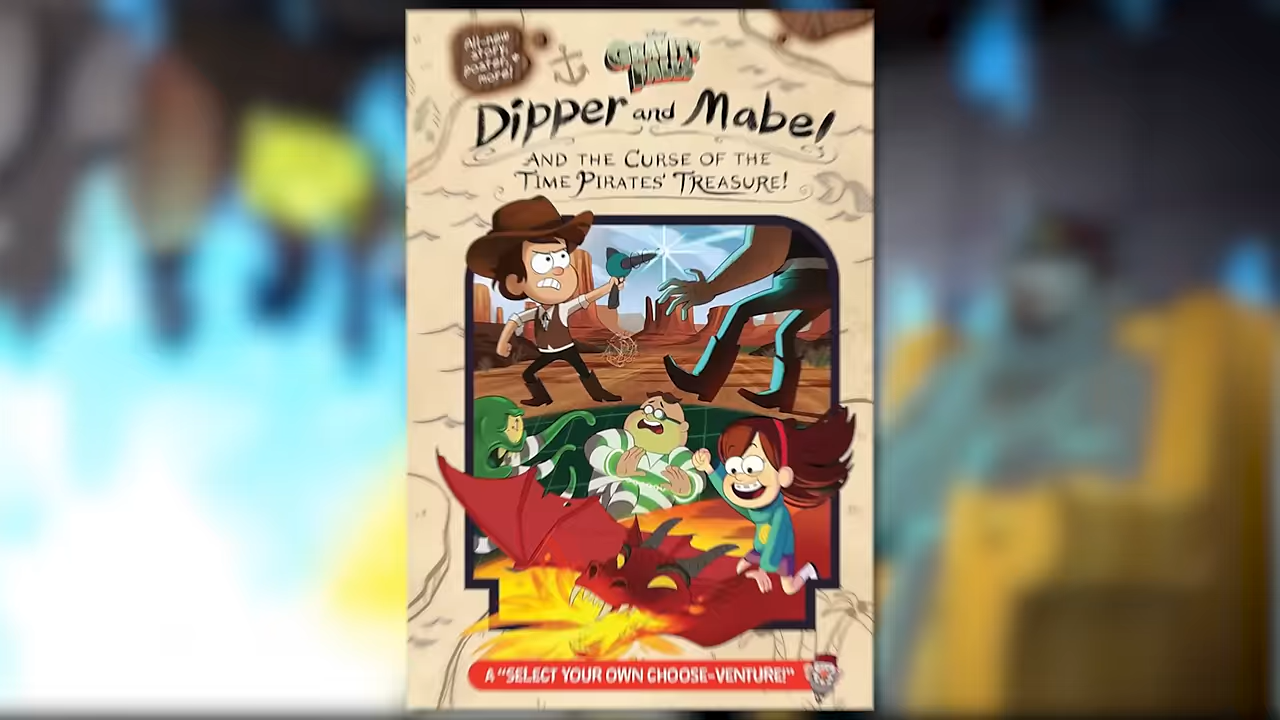 All-new
story,
poster, +
more!
Disney
GRAVITY
FALLS
Dipper and Mabel
AND THE CURSE OF THE
TIME PIRATES' TREASURE!
A "SELECT YOUR OWN CHOOSE-VENTURE!"